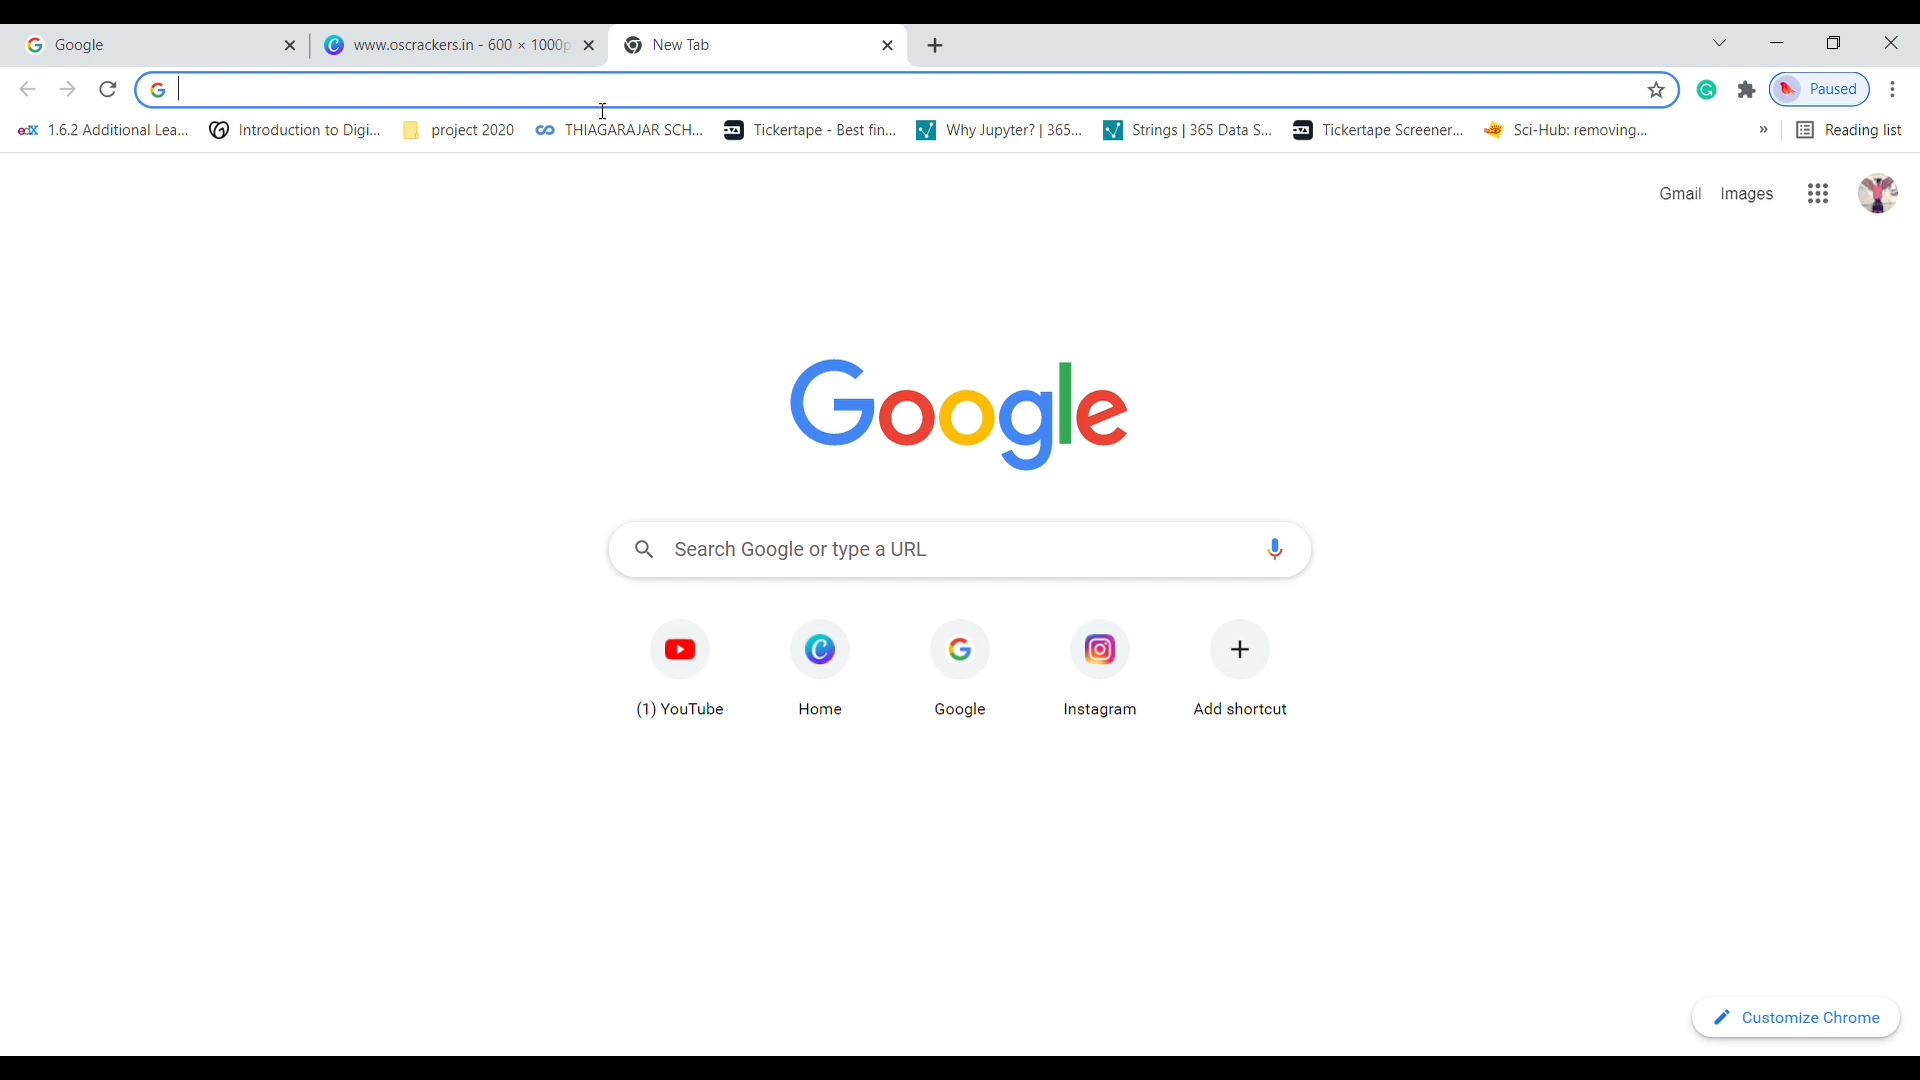 Google
www.oscrackers.in - 600 × 1000p
New Tab
Paused
1.6.2 Additional Lea...
Introduction to Digi...
project 2020
THIAGARAJAR SCH...
Tickertape - Best fin...
Why Jupyter? | 365...
Strings | 365 Data S...
Tickertape Screener...
Sci-Hub: removing...
»
Reading list
Gmail
Images
Google
Search Google or type a URL
(1) YouTube
Home
Google
Instagram
Add shortcut
Customize Chrome